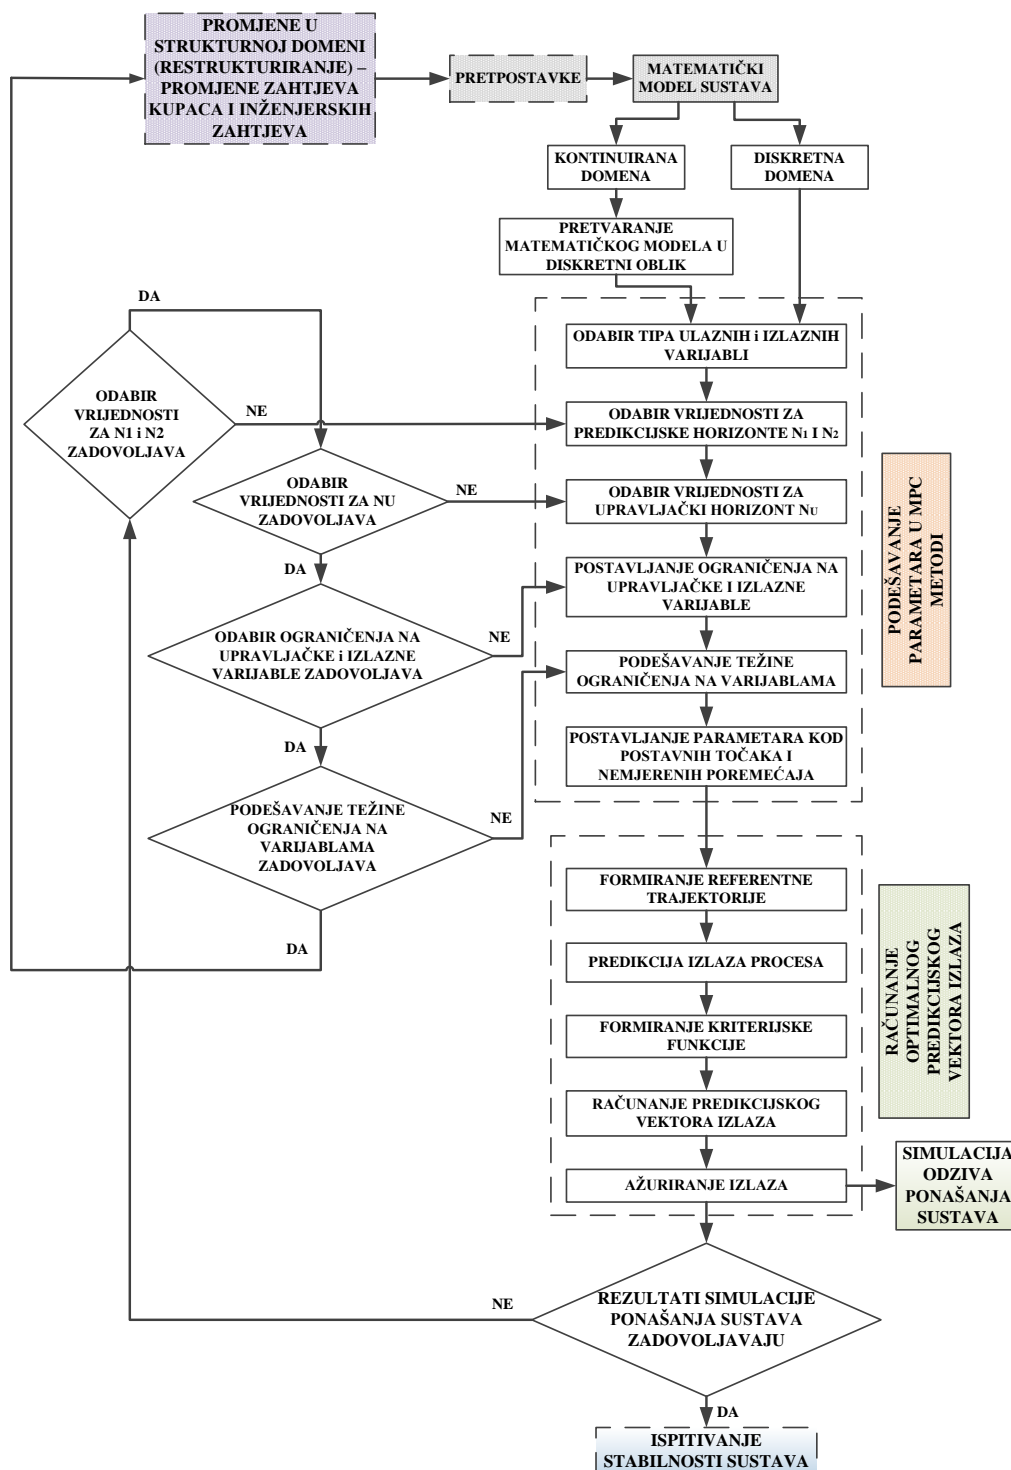 PROMJENE U
STRUKTURNOJ DOMENI
(RESTRUKTURIRANJE) –
PROMJENE ZAHTJEVA
KUPACA I INŽENJERSKIH
ZAHTJEVA
PRETPOSTAVKE
MATEMATIČKI
MODEL SUSTAVA
KONTINUIRANA
DOMENA
DISKRETNA
DOMENA
PRETVARANJE
MATEMATIČKOG MODELA U
DISKRETNI OBLIK
DA
ODABIR TIPA ULAZNIH i IZLAZNIH
VARIJABLI
ODABIR
VRIJEDNOSTI
ZA N1 i N2
ZADOVOLJAVA
NE
ODABIR VRIJEDNOSTI ZA
PREDIKCIJSKE HORIZONTE N1 I N2
ODABIR
VRIJEDNOSTI ZA NU
ZADOVOLJAVA
NE
ODABIR VRIJEDNOSTI ZA
UPRAVLJAČKI HORIZONT NU
DA
POSTAVLJANJE OGRANIČENJA NA
UPRAVLJAČKE I IZLAZNE
VARIJABLE
PODEŠAVANJE
PARAMETARA U MPC
METODI
ODABIR OGRANIČENJA NA
UPRAVLJAČKE i IZLAZNE
VARIJABLE ZADOVOLJAVA
NE
PODEŠAVANJE TEŽINE
OGRANIČENJA NA VARIJABLAMA
DA
POSTAVLJANJE PARAMETARA KOD
POSTAVNIH TOČAKA I
NEMJERENIH POREMEĆAJA
PODEŠAVANJE TEŽINE
OGRANIČENJA NA
VARIJABLAMA
ZADOVOLJAVA
NE
DA
FORMIRANJE REFERENTNE
TRAJEKTORIJE
PREDIKCIJA IZLAZA PROCESA
FORMIRANJE KRITERIJSKE
FUNKCIJE
RAČUNANJE PREDIKCIJSKOG
VEKTORA IZLAZA
AŽURIRANJE IZLAZA
RAČUNANJE
OPTIMALNOG
PREDIKCIJSKOG
VEKTORA IZLAZA
SIMULACIJA
ODZIVA
PONAŠANJA
SUSTAVA
NE
REZULTATI SIMULACIJE
PONAŠANJA SUSTAVA
ZADOVOLJAVAJU
DA
ISPITIVANJE
STABILNOSTI SUSTAVA